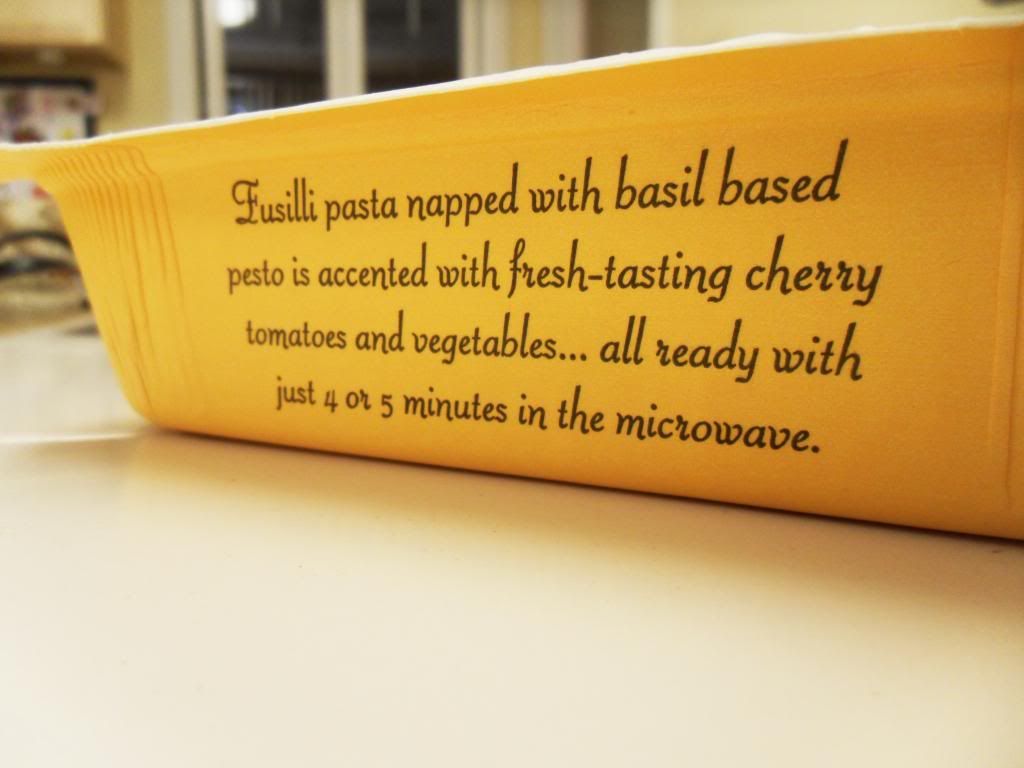 Fusilli pasta napped with basil based
pesto is accented with fresh-tasting cherry
tomatoes and vegetables... all ready with
just 4 or 5 minutes in the microwave.